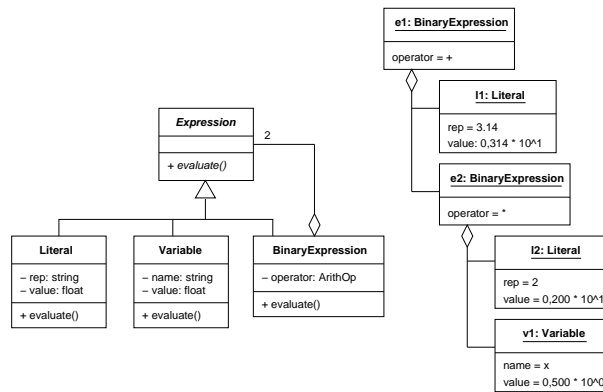 Expression
+ evaluate()
2
Literal
– rep: string
– value: float
+ evaluate()
Variable
– name: string
– value: float
+ evaluate()
BinaryExpression
– operator: ArithOp
+ evaluate()
e1: BinaryExpression
operator = +
l1: Literal
rep = 3.14
value: 0,314 * 10^1
e2: BinaryExpression
operator = *
l2: Literal
rep = 2
value = 0,200 * 10^1
v1: Variable
name = x
value = 0,500 * 10^0